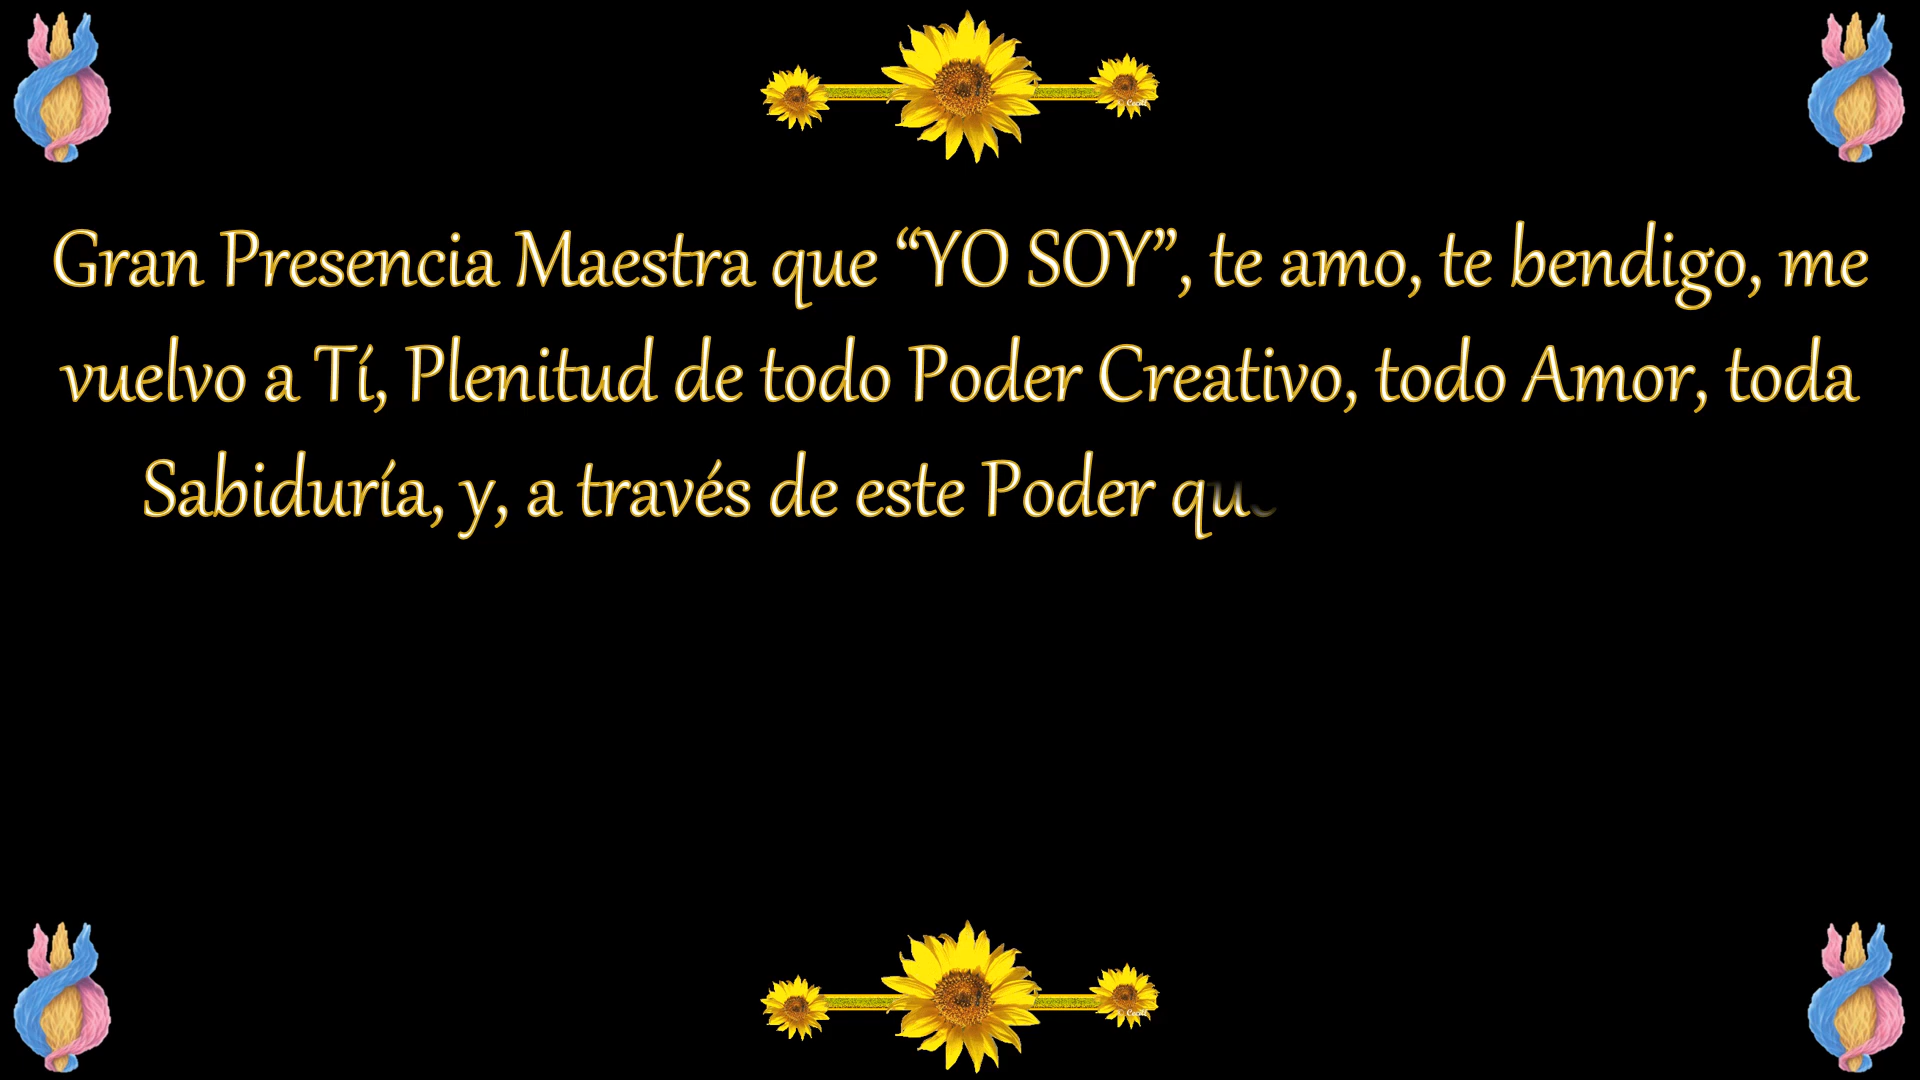 Gran Presencia Maestra que “YO SOY”, te amo, te bendigo, me
vuelvo a Tí, Plenitud de todo Poder Creativo, todo Amor, toda
Sabiduría, y, a través de este Poder que